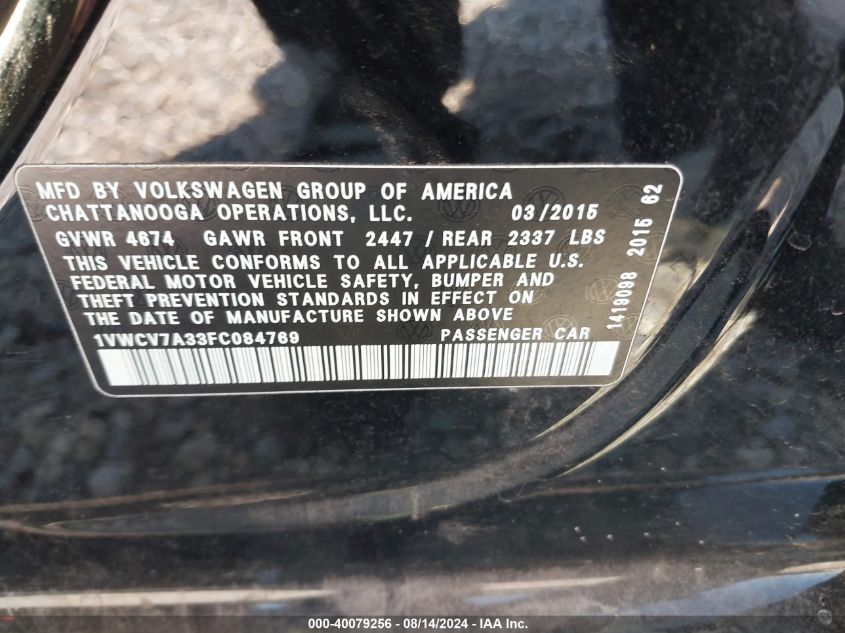 MFD BY VOLKSWAGEN GROUP OF AMERICA
CHATTANOOGA OPERATIONS, LLC. 03/2015
GVWR 4674 GAWR FRONT 2447 / REAR 2337 LBS
THIS VEHICLE CONFORMS TO ALL APPLICABLE U.S.
FEDERAL MOTOR VEHICLE SAFETY, BUMPER AND
THEFT PREVENTION STANDARDS IN EFFECT ON
THE DATE OF MANUFACTURE SHOWN ABOVE
1VWCV7A33FC084769 PASSENGER CAR
1419098 2015 62
000-40079256 - 08/14/2024 - IAA Inc.